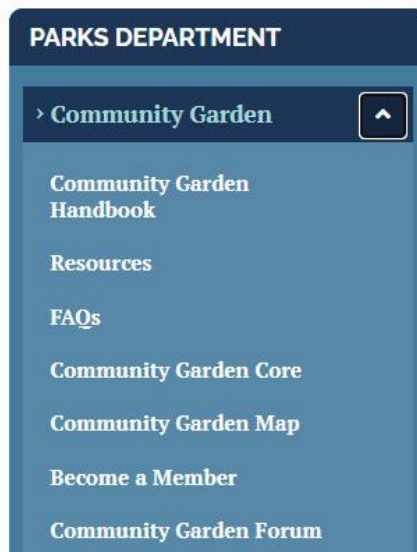 PARKS DEPARTMENT
› Community Garden
Community Garden
Handbook
Resources
FAQs
Community Garden Core
Community Garden Map
Become a Member
Community Garden Forum